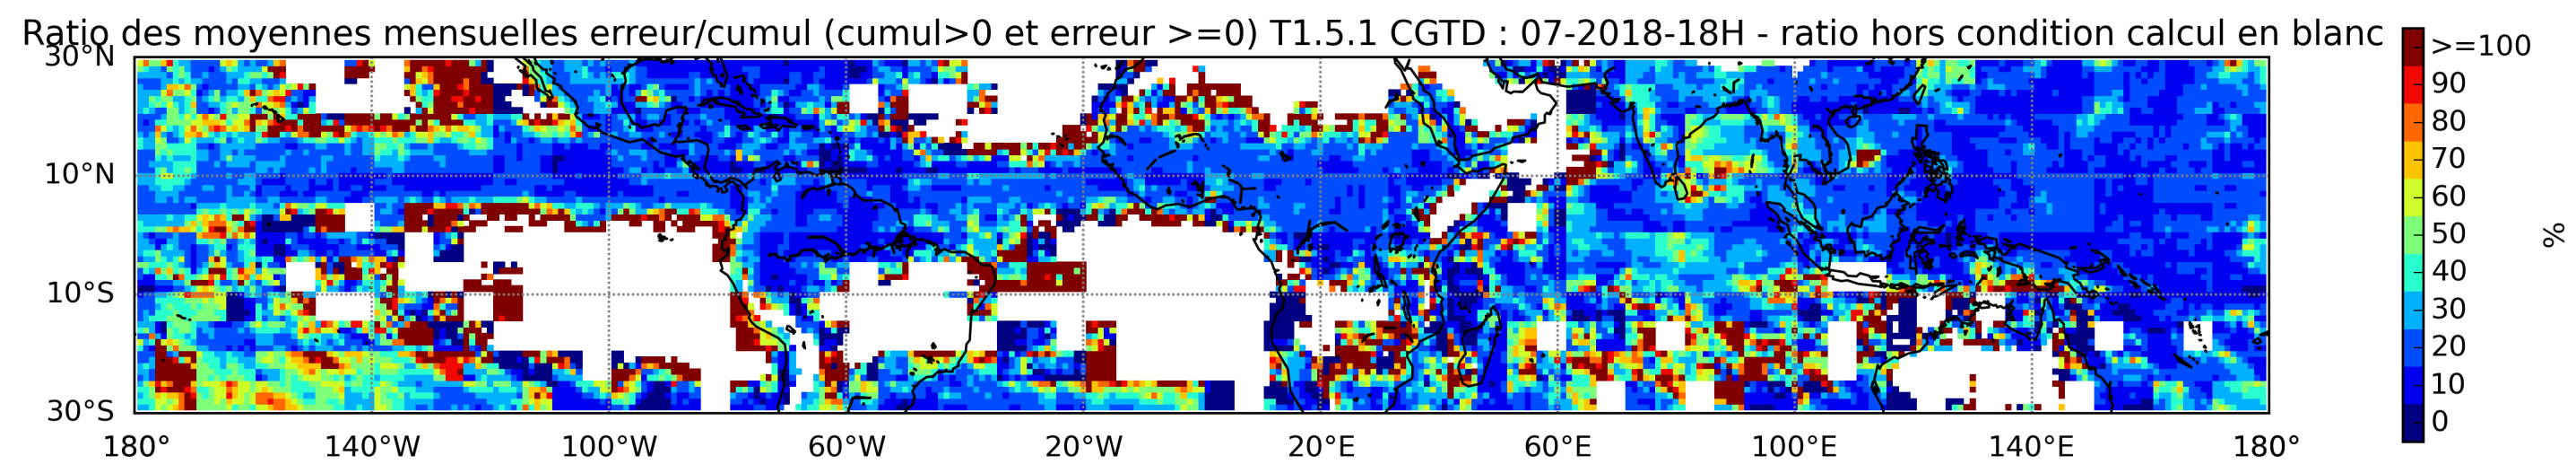 Ratio des moyennes mensuelles erreur/cumul (cumul>0 et erreur >=0) T1.5.1 CGTD : 07-2018-18H - ratio hors condition calcul en blanc
30°N
10°N
10°S
30°S
180°
140°W
100°W
60°W
20°W
20°E
60°E
100°E
140°E
180°
>=100
90
80
70
60
50
40
30
20
10
0
%